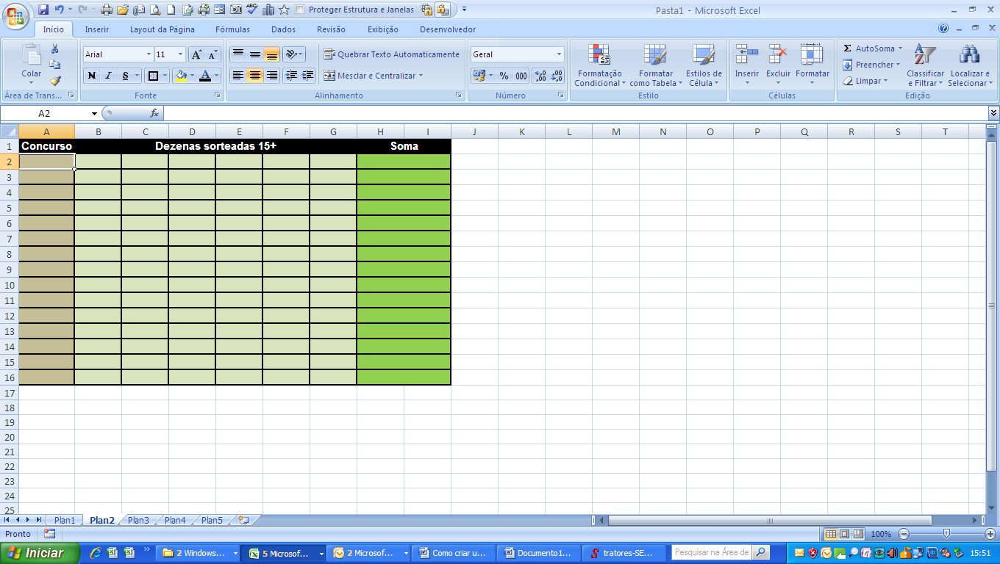 Proteger Estrutura e Janelas
Pasta1 - Microsoft Excel
Início Inserir Layout da Página Fórmulas Dados Revisão Exibição Desenvolvedor
Colar
Área de Trans...
Arial 11
N I S
Fonte
Quebrar Texto Automaticamente
Mesclar e Centralizar
Alinhamento
Geral
% 000
Número
Formatação Condicional
Formatar como Tabela
Estilos de Célula
Estilo
Inserir Excluir Formatar
Células
Σ AutoSoma
Preencher
Limpar
Classificar e Filtrar
Localizar e Selecionar
Edição
A2 fx
A B C D E F G H I J K L M N O P Q R S T
1 Concurso Dezenas sorteadas 15+ Soma
2
3
4
5
6
7
8
9
10
11
12
13
14
15
16
17
18
19
20
21
22
23
24
25
Plan1 Plan2 Plan3 Plan4 Plan5
Pronto 100%
Iniciar 2 Windows... 5 Microsof... 2 Microsof... Como criar u... Documento1... tratores-SE... Pesquisar na Área de 15:51